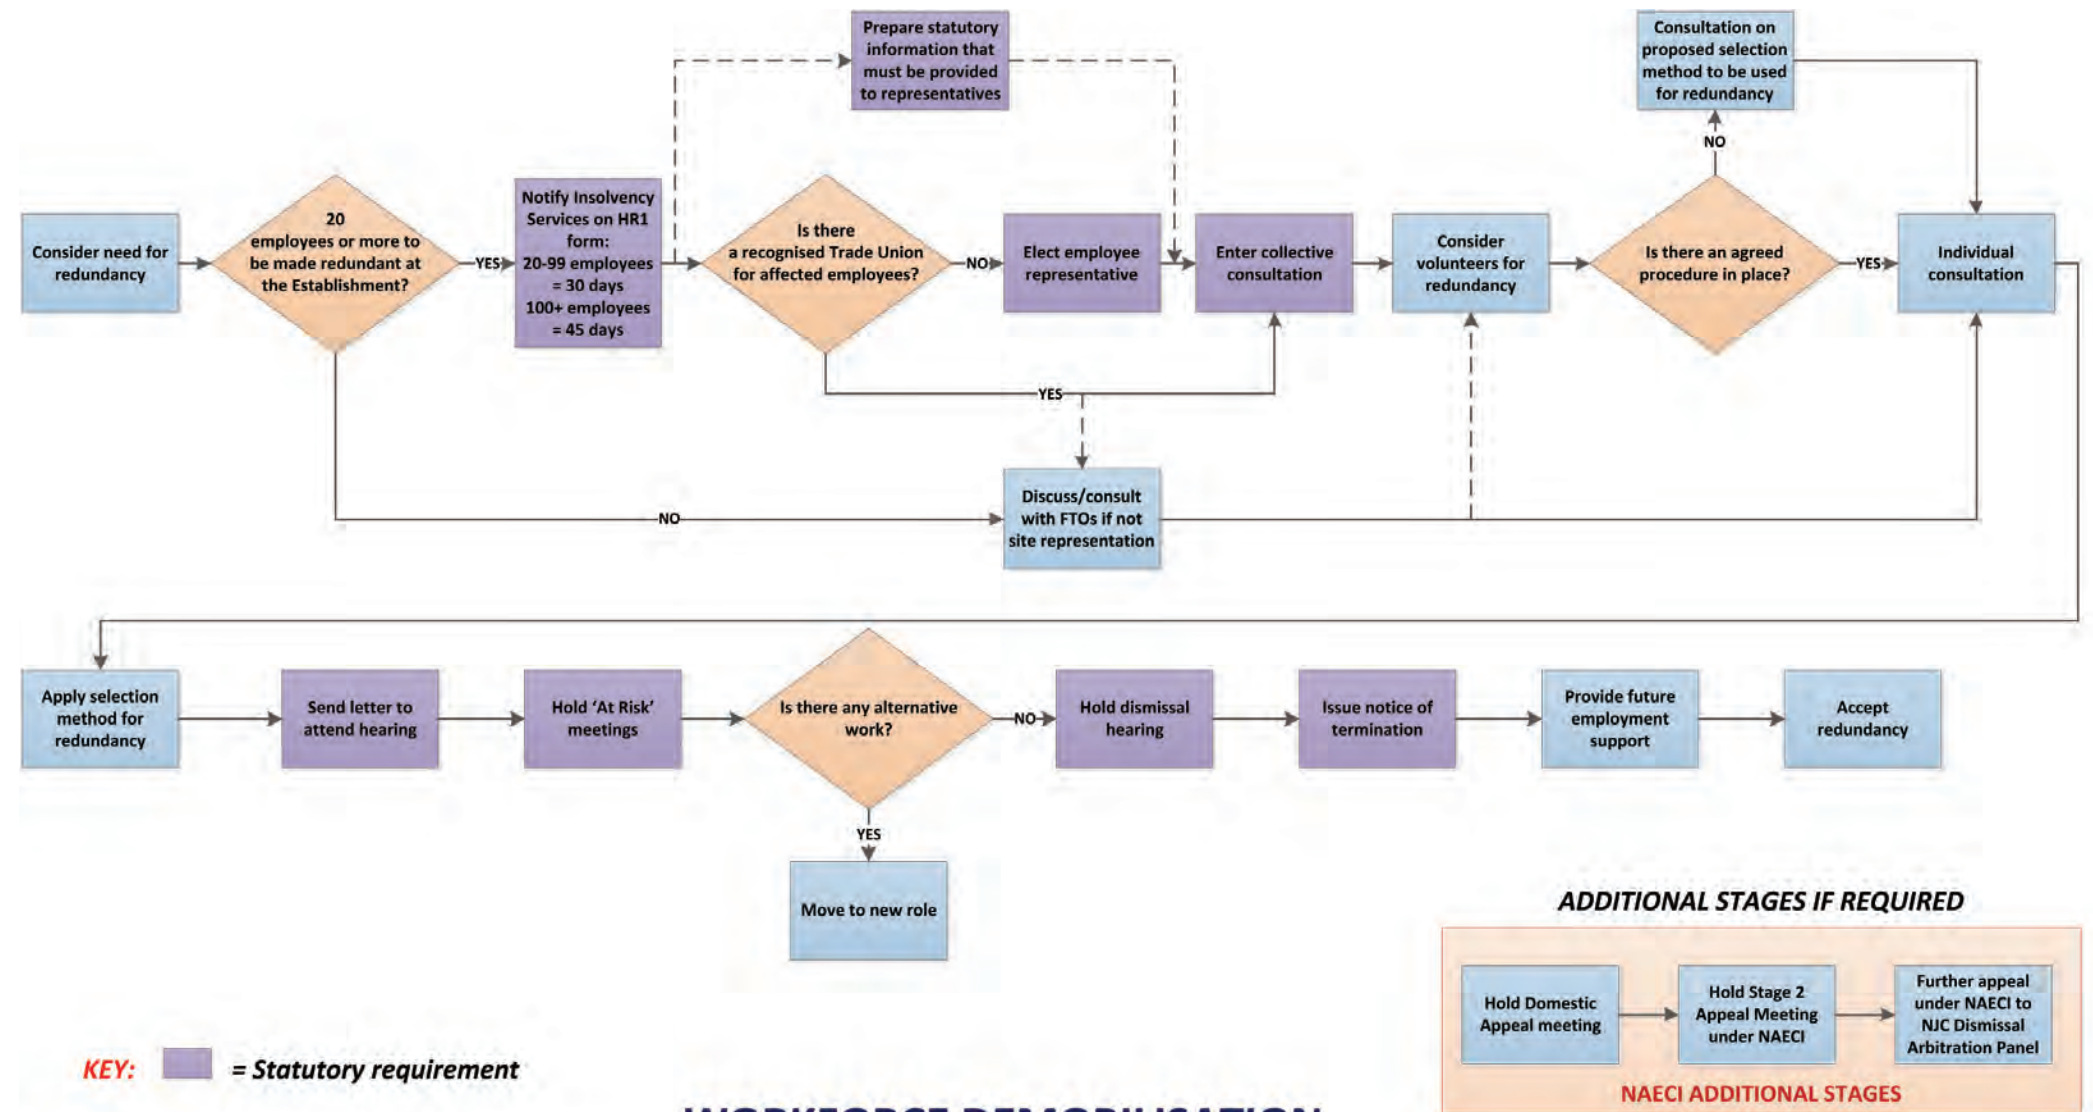 Prepare statutory
information that
must be provided
to representatives
Consultation on
proposed selection
method to be used
for redundancy
NO
Consider need for
redundancy
20
employees or more to
be made redundant at
the Establishment?
YES
Notify Insolvency
Services on HR1
form:
20-99 employees
= 30 days
100+ employees
= 45 days
Is there
a recognised Trade Union
for affected employees?
NO
Elect employee
representative
Enter collective
consultation
Consider
volunteers for
redundancy
Is there an agreed
procedure in place?
YES
Individual
consultation
YES
NO
Discuss/consult
with FTOs if not
site representation
Apply selection
method for
redundancy
Send letter to
attend hearing
Hold ‘At Risk’
meetings
Is there any alternative
work?
NO
Hold dismissal
hearing
Issue notice of
termination
Provide future
employment
support
Accept
redundancy
YES
Move to new role
ADDITIONAL STAGES IF REQUIRED
Hold Domestic
Appeal meeting
Hold Stage 2
Appeal Meeting
under NAECI
Further appeal
under NAECI to
NJC Dismissal
Arbitration Panel
NAECI ADDITIONAL STAGES
KEY:
= Statutory requirement
WORKFORCE DEMOBILISATION